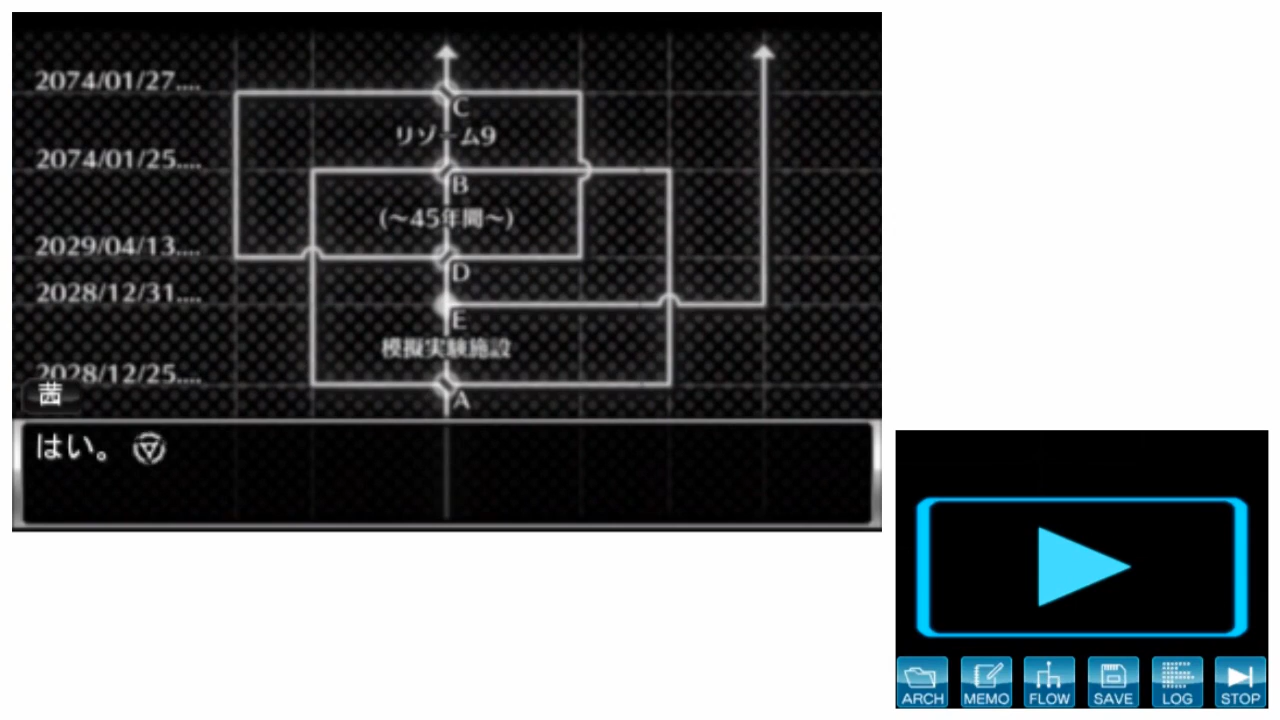 2074/01/27....
C
リゾーム9
2074/01/25....
B
(～45年間～)
2029/04/13....
D
2028/12/31....
E
模擬実験施設
2028/12/25....
A
茜
はい。
ARCH MEMO FLOW SAVE LOG STOP